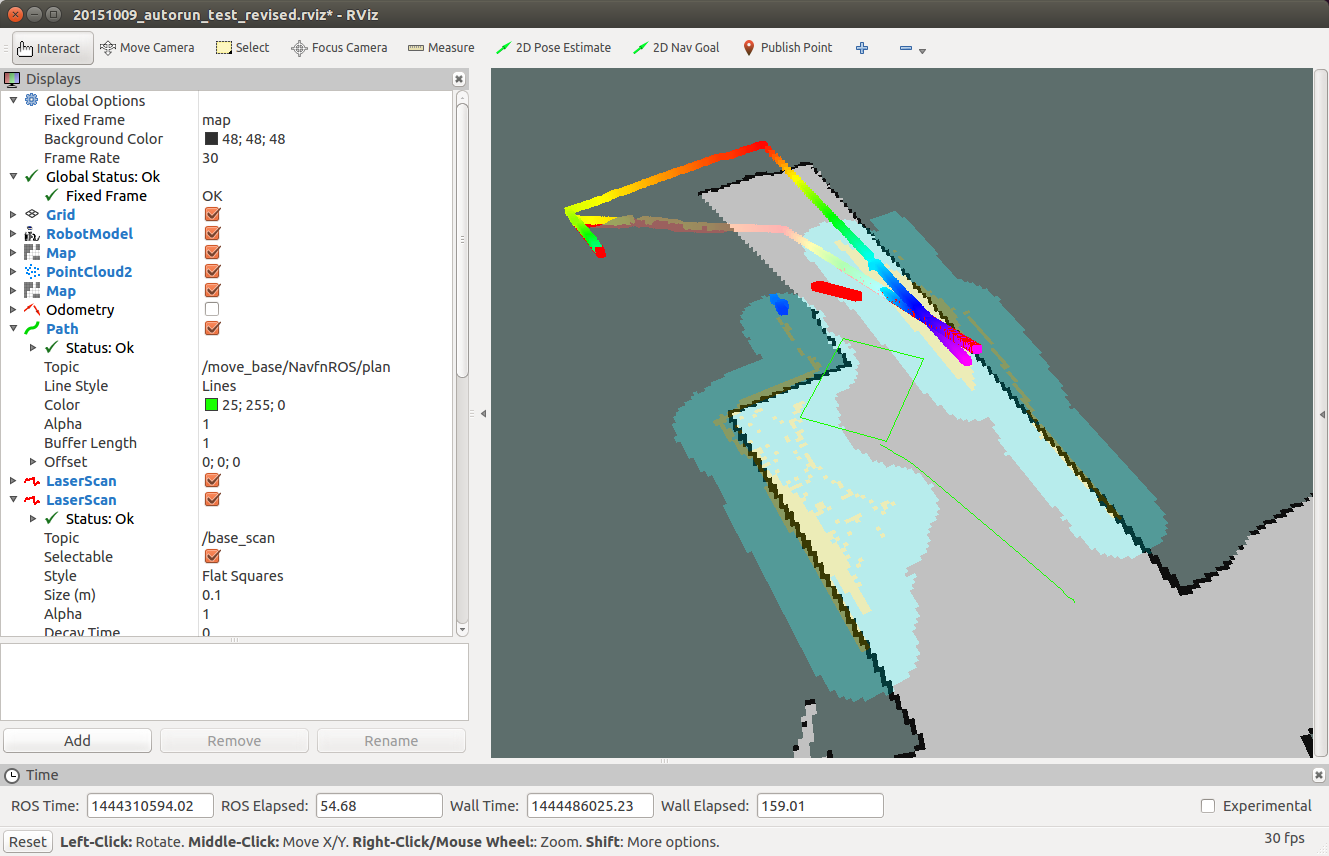 20151009_autorun_test_revised.rviz* - RViz
Interact Move Camera Select Focus Camera Measure 2D Pose Estimate 2D Nav Goal Publish Point
Displays
Global Options
Fixed Frame map
Background Color 48; 48; 48
Frame Rate 30
Global Status: Ok
Fixed Frame OK
Grid
RobotModel
Map
PointCloud2
Map
Odometry
Path
Status: Ok
Topic /move_base/NavfnROS/plan
Line Style Lines
Color 25; 255; 0
Alpha 1
Buffer Length 1
Offset 0; 0; 0
LaserScan
LaserScan
Status: Ok
Topic /base_scan
Selectable
Style Flat Squares
Size (m) 0.1
Alpha 1
Decay Time 0
Add Remove Rename
Time
ROS Time: 1444310594.02 ROS Elapsed: 54.68 Wall Time: 1444486025.23 Wall Elapsed: 159.01 Experimental
Reset Left-Click: Rotate. Middle-Click: Move X/Y. Right-Click/Mouse Wheel:: Zoom. Shift: More options. 30 fps